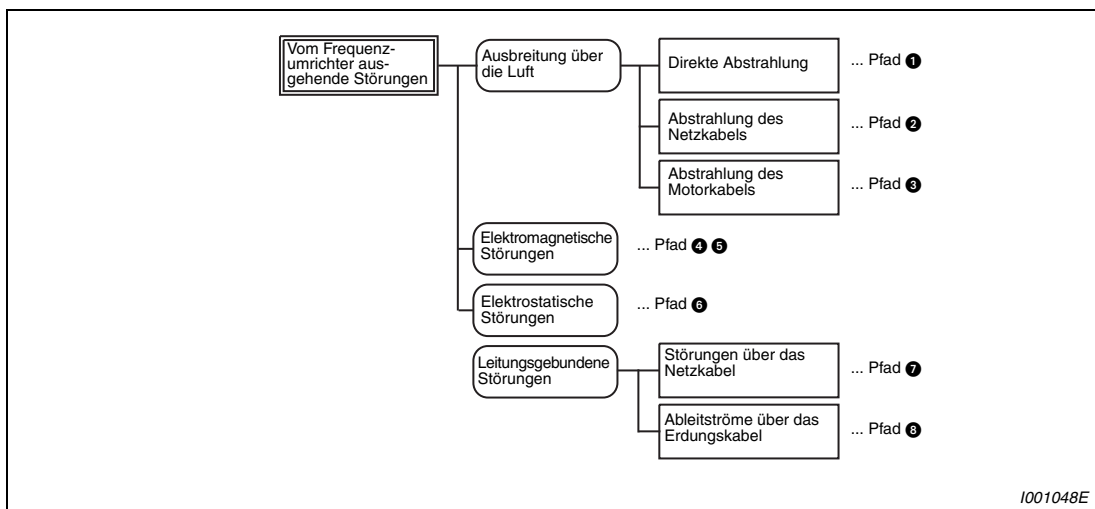 Vom Frequenz-
umrichter aus-
gehende Störungen
Ausbreitung über
die Luft
Direkte Abstrahlung
... Pfad ❶
Abstrahlung des
Netzkabels
... Pfad ❷
Abstrahlung des
Motorkabels
... Pfad ❸
Elektromagnetische
Störungen
... Pfad ❹ ❺
Elektrostatische
Störungen
... Pfad ❻
Leitungsgebundene
Störungen
Störungen über das
Netzkabel
... Pfad ❼
Ableitströme über das
Erdungskabel
... Pfad ❽
I001048E